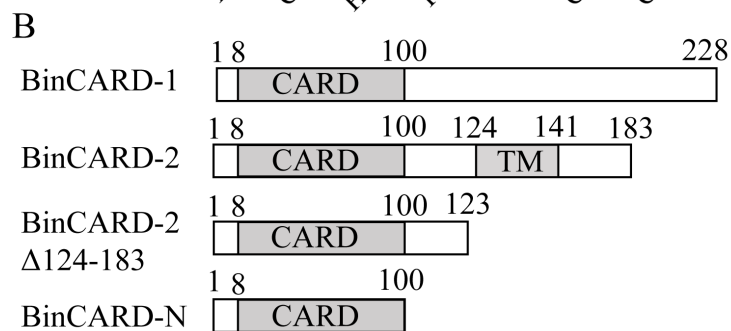 B
1 8 100 228
BinCARD-1 CARD
1 8 100 124 141 183
BinCARD-2 CARD TM
1 8 100 123
BinCARD-2 CARD
Δ124-183
1 8 100
BinCARD-N CARD